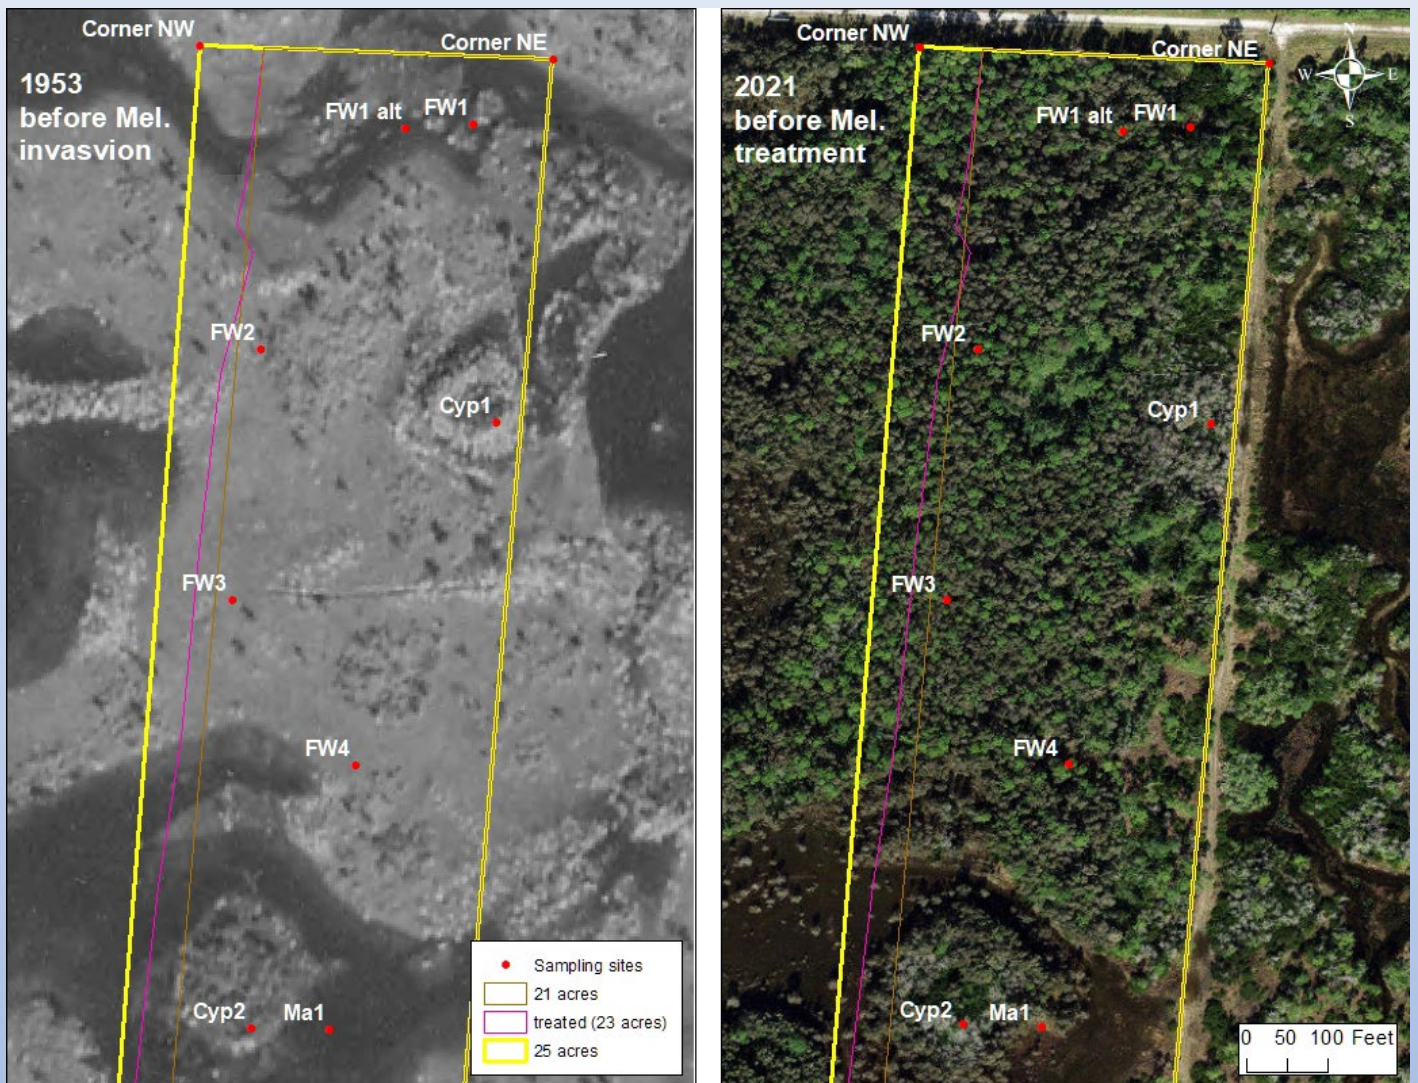 Corner NW
Corner NE
1953
before Mel.
invasvion
FW1 alt
FW1
FW2
Cyp1
FW3
FW4
Cyp2
Ma1
Sampling sites
21 acres
treated (23 acres)
25 acres
Corner NW
Corner NE
2021
before Mel.
treatment
N
W
E
S
FW1 alt
FW1
FW2
Cyp1
FW3
FW4
Cyp2
Ma1
0 50 100 Feet